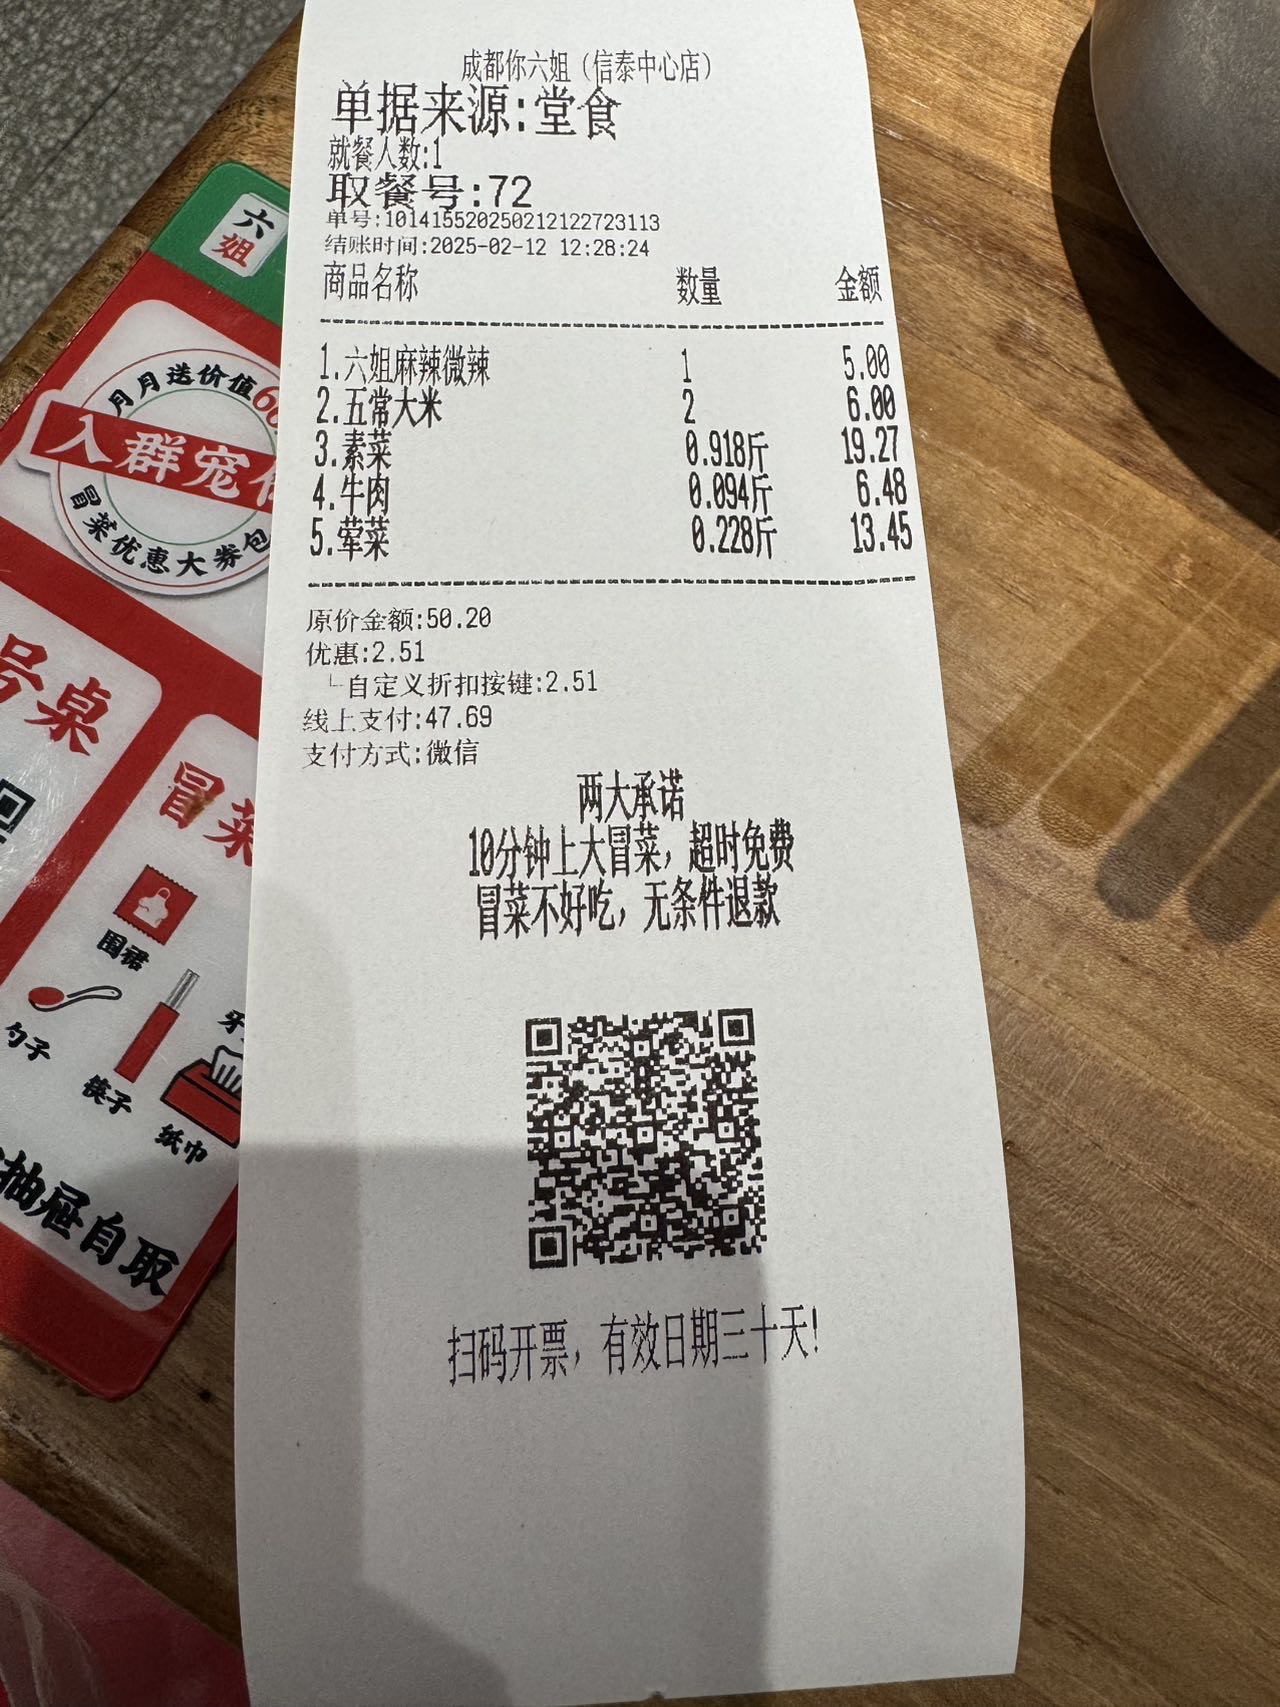 成都你六姐（信泰中心店）
单据来源:堂食
就餐人数:1
取餐号:72
单号:101415520250212122723113
结账时间:2025-02-12 12:28:24
商品名称 数量 金额
1.六姐麻辣微辣 1 5.00
2.五常大米 2 6.00
3.素菜 0.918斤 19.27
4.牛肉 0.094斤 6.48
5.荤菜 0.228斤 13.45
原价金额:50.20
优惠:2.51
└自定义折扣按键:2.51
线上支付:47.69
支付方式:微信
两大承诺
10分钟上大冒菜，超时免费
冒菜不好吃，无条件退款
扫码开票，有效日期三十天!
六姐
月月送价值
入群宠
冒菜优惠大券包
号桌
冒菜
围裙
勺子
筷子
纸巾
抽屉自取